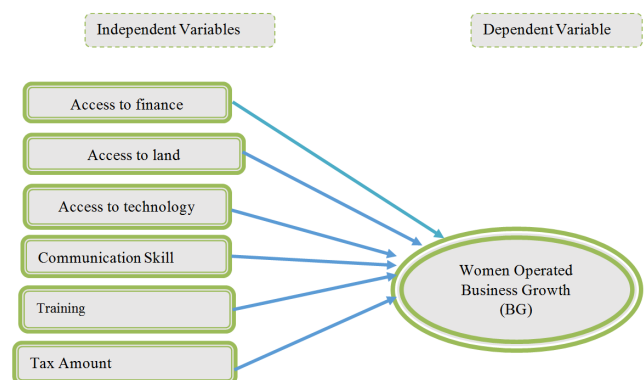 Independent Variables
Dependent Variable
Access to finance
Access to land
Access to technology
Communication Skill
Training
Tax Amount
Women Operated
Business Growth
(BG)